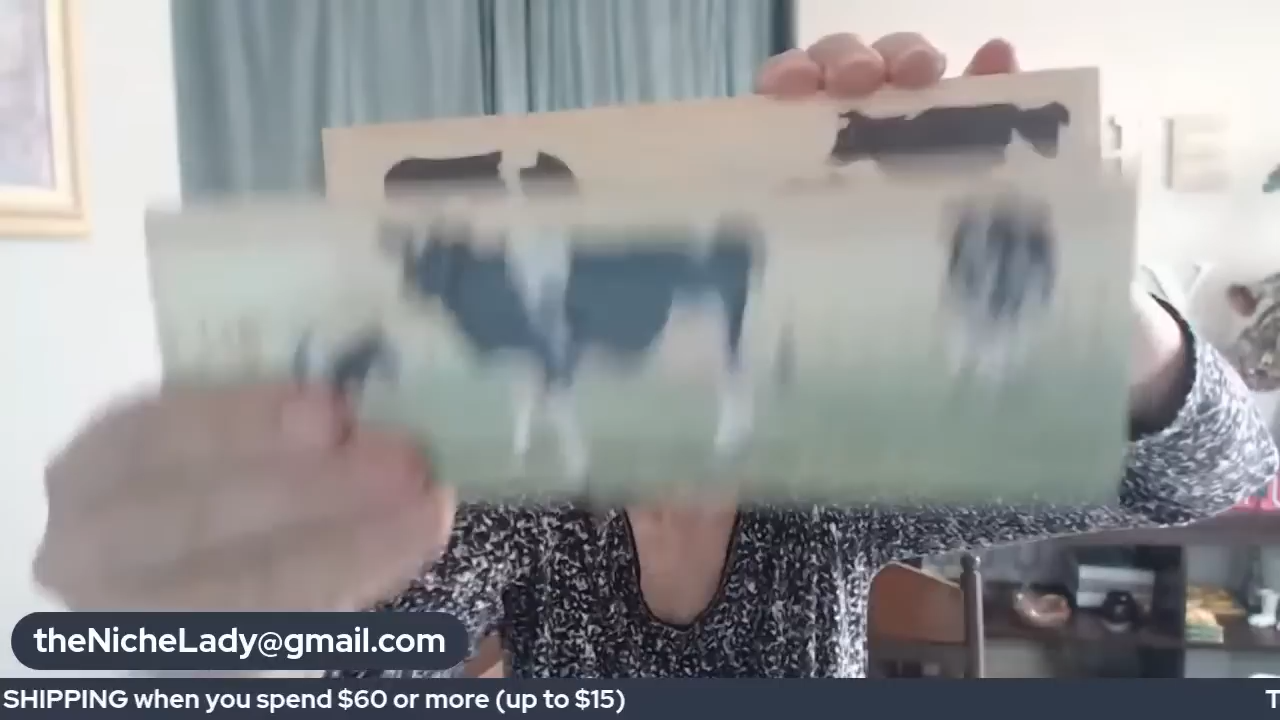 theNicheLady@gmail.com
SHIPPING when you spend $60 or more (up to $15)
T